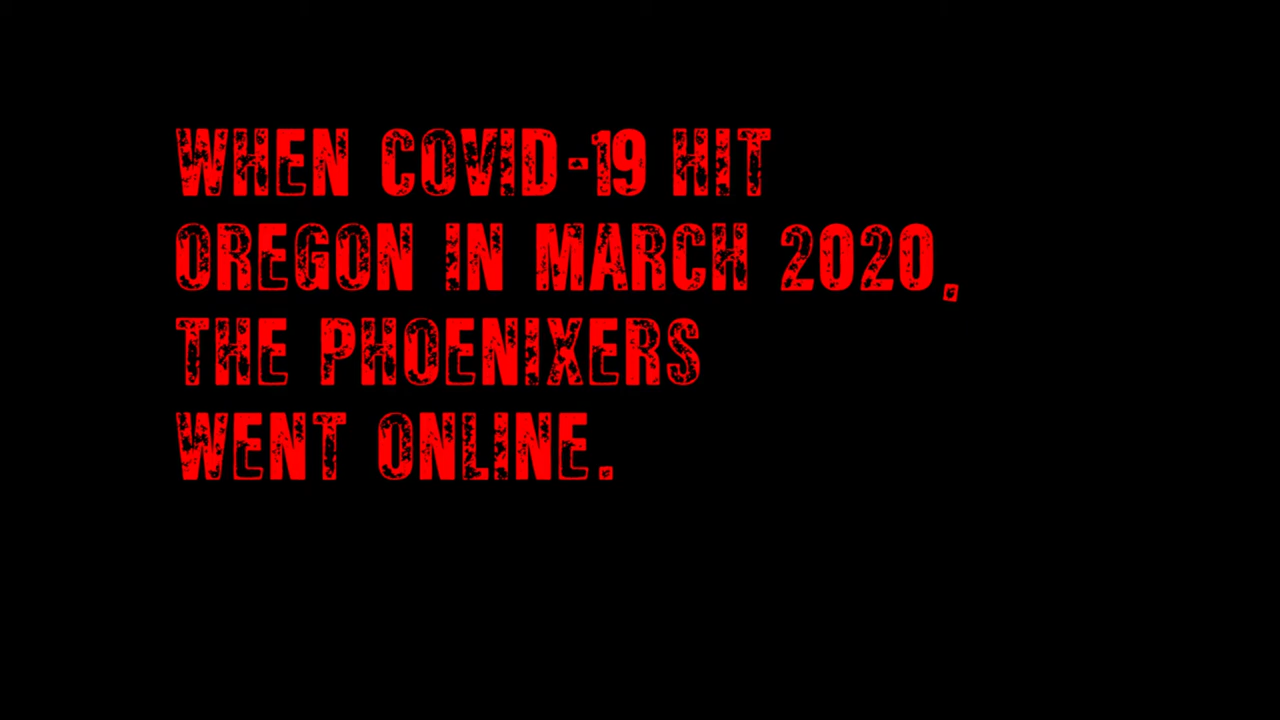 WHEN COVID-19 HIT
OREGON IN MARCH 2020,
THE PHOENIXERS
WENT ONLINE.